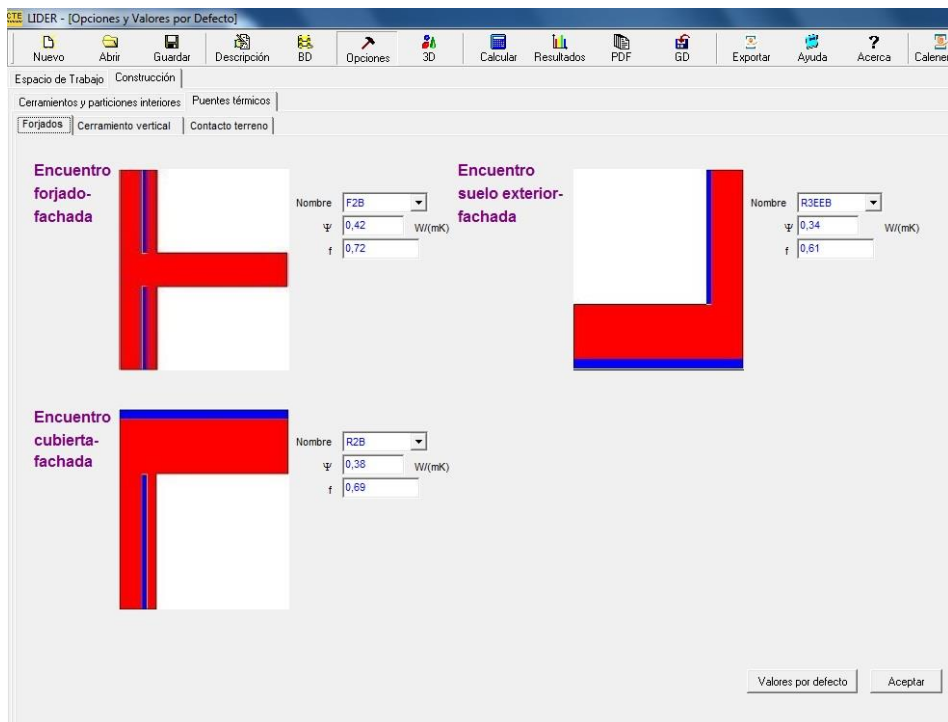 CTE LIDER - [Opciones y Valores por Defecto]
Nuevo Abrir Guardar Descripción BD Opciones 3D Calcular Resultados PDF GD Exportar Ayuda Acerca
Espacio de Trabajo Construcción
Cerramientos y particiones interiores Puentes térmicos
Forjados Cerramiento vertical Contacto terreno
Encuentro
forjado-
fachada
Nombre F2B
Ψ 0,42 W/(mK)
f 0,72
Encuentro
suelo exterior-
fachada
Nombre R3EEB
Ψ 0,34 W/(mK)
f 0,61
Encuentro
cubierta-
fachada
Nombre R2B
Ψ 0,38 W/(mK)
f 0,69
Valores por defecto Aceptar